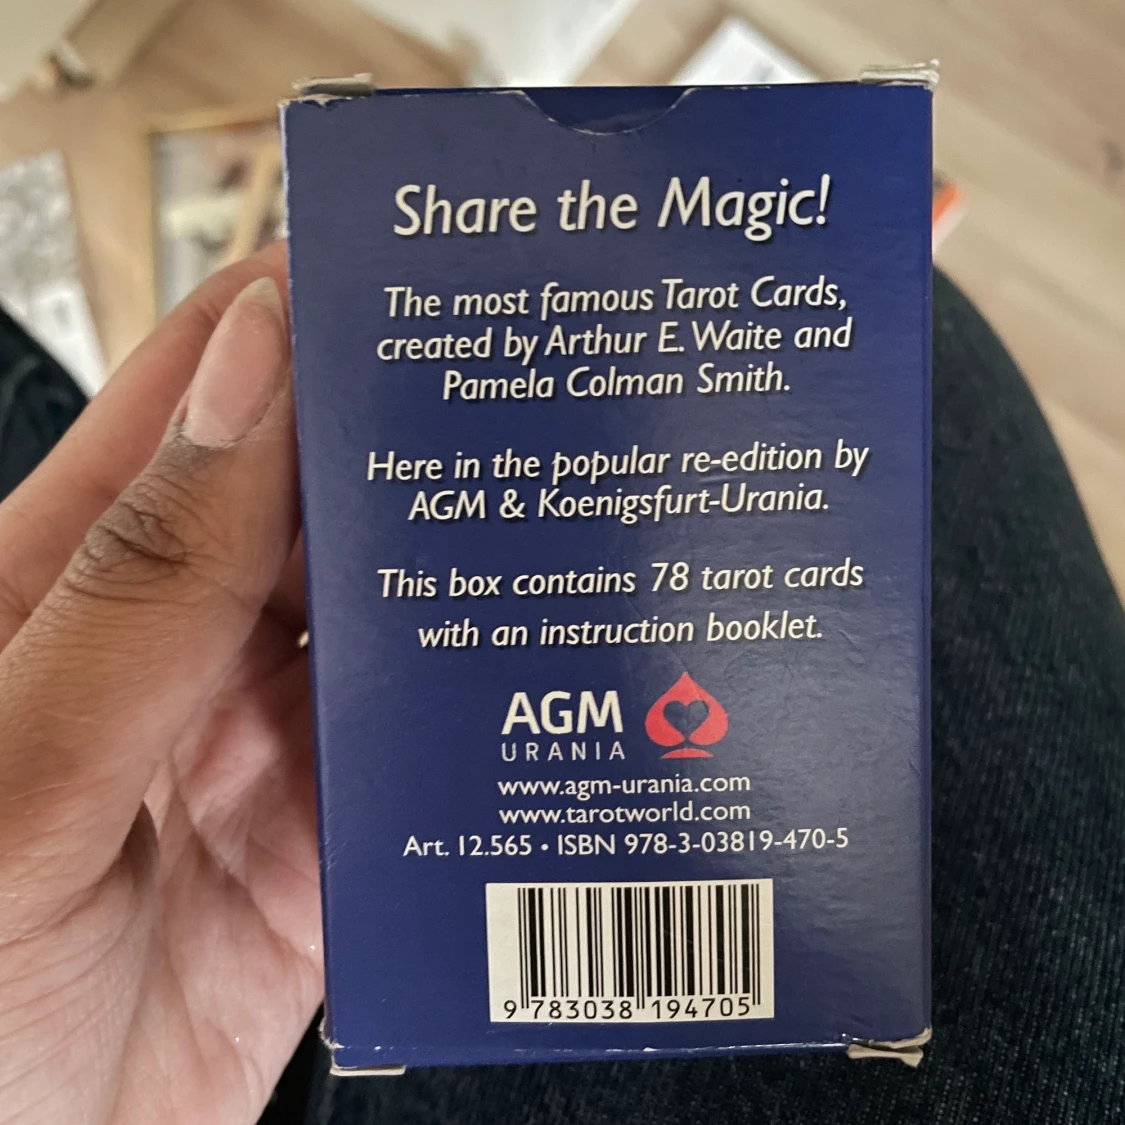 Share the Magic!
The most famous Tarot Cards,
created by Arthur E. Waite and
Pamela Colman Smith.
Here in the popular re-edition by
AGM & Koenigsfurt-Urania.
This box contains 78 tarot cards
with an instruction booklet.
AGM
URANIA
www.agm-urania.com
www.tarotworld.com
Art. 12.565 • ISBN 978-3-03819-470-5
9 783038 194705